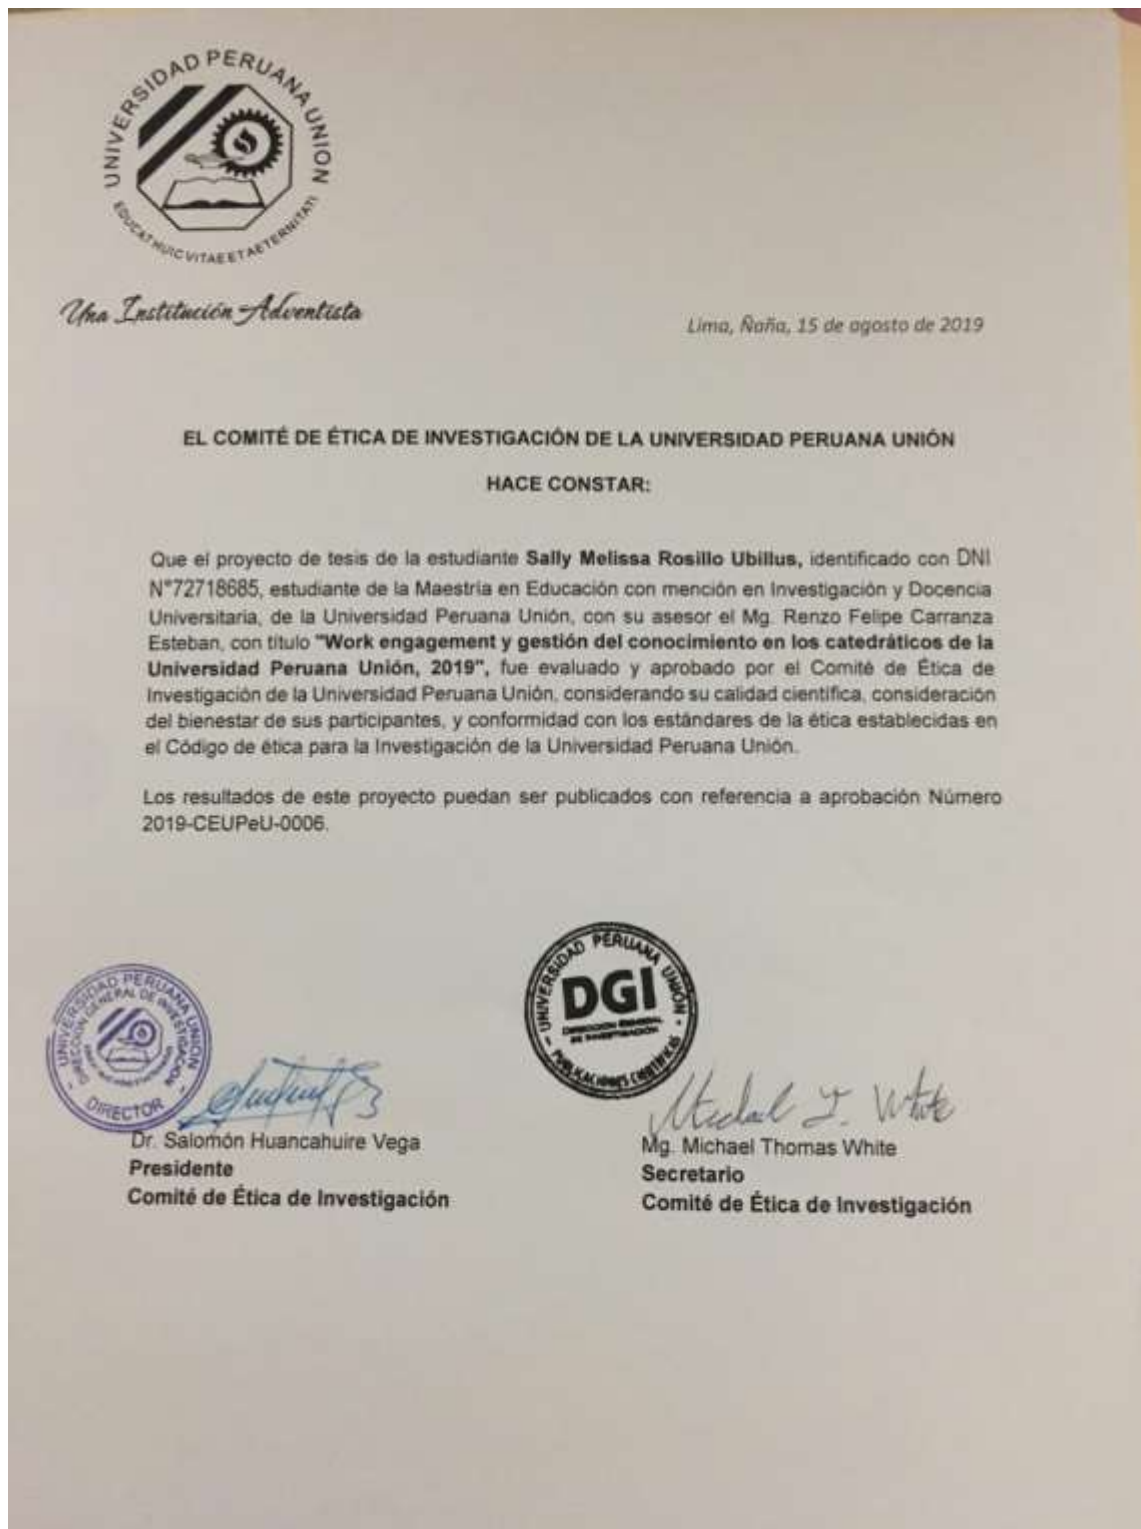 UNIVERSIDAD PERUANA UNION
EDUCAT HUIC VITAE ET AETERNITATI
Una Institución Adventista
Lima, Ñaña, 15 de agosto de 2019
EL COMITÉ DE ÉTICA DE INVESTIGACIÓN DE LA UNIVERSIDAD PERUANA UNIÓN
HACE CONSTAR:
Que el proyecto de tesis de la estudiante Sally Melissa Rosillo Ubillus, identificado con DNI
N°72718685, estudiante de la Maestría en Educación con mención en Investigación y Docencia
Universitaria, de la Universidad Peruana Unión, con su asesor el Mg. Renzo Felipe Carranza
Esteban, con título "Work engagement y gestión del conocimiento en los catedráticos de la
Universidad Peruana Unión, 2019", fue evaluado y aprobado por el Comité de Ética de
Investigación de la Universidad Peruana Unión, considerando su calidad científica, consideración
del bienestar de sus participantes, y conformidad con los estándares de la ética establecidas en
el Código de ética para la Investigación de la Universidad Peruana Unión.
Los resultados de este proyecto puedan ser publicados con referencia a aprobación Número
2019-CEUPeU-0006.
UNIVERSIDAD PERUANA UNION
DIRECCIÓN GENERAL DE INVESTIGACIÓN
DIRECTOR
UNIVERSIDAD PERUANA UNIÓN
DGI
DIRECCIÓN GENERAL
DE INVESTIGACIÓN
PUBLICACIONES CIENTÍFICAS
Michael T. White
Dr. Salomón Huancahuire Vega
Presidente
Comité de Ética de Investigación
Mg. Michael Thomas White
Secretario
Comité de Ética de Investigación